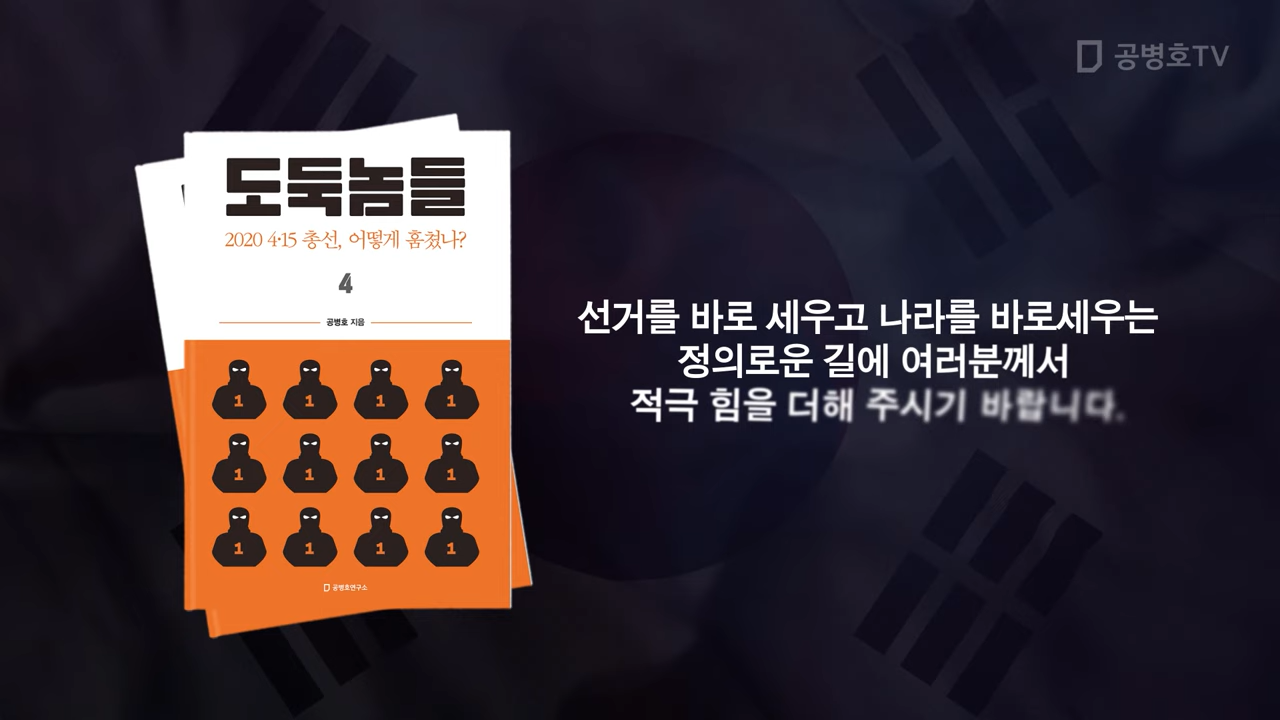 공병호TV
도둑놈들
2020 4·15 총선, 어떻게 훔쳤나?
4
공병호 지음
1 1 1 1
1 1 1 1
1 1 1 1
공병호연구소
선거를 바로 세우고 나라를 바로세우는
정의로운 길에 여러분께서
적극 힘을 더해 주시기 바랍니다.